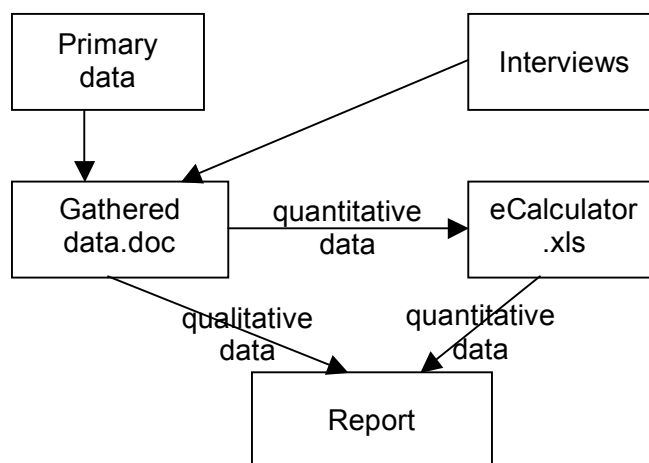 Primary
data
Interviews
Gathered
data.doc
quantitative
data
eCalculator
.xls
qualitative
data
quantitative
data
Report